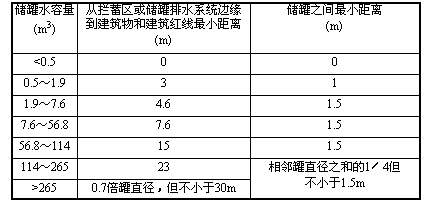 储罐水容量 从拦蓄区或储罐排水系统边缘 储罐之间最小距离
(m³) 到建筑物和建筑红线最小距离 (m)
(m)
<0.5 0 0
0.5～1.9 3 1
1.9～7.6 4.6 1.5
7.6～56.8 7.6 1.5
56.8～114 15 1.5
114～265 23 相邻罐直径之和的1/4但
>265 0.7倍罐直径，但不小于30m 不小于1.5m